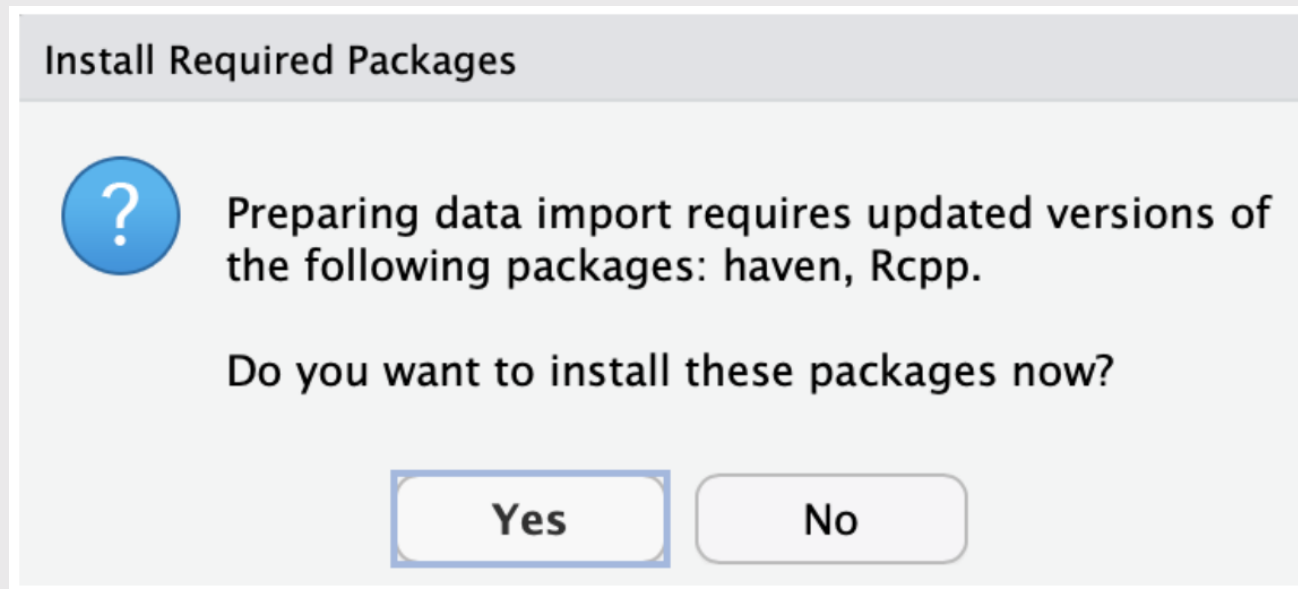 Install Required Packages
?
Preparing data import requires updated versions of
the following packages: haven, Rcpp.
Do you want to install these packages now?
Yes
No